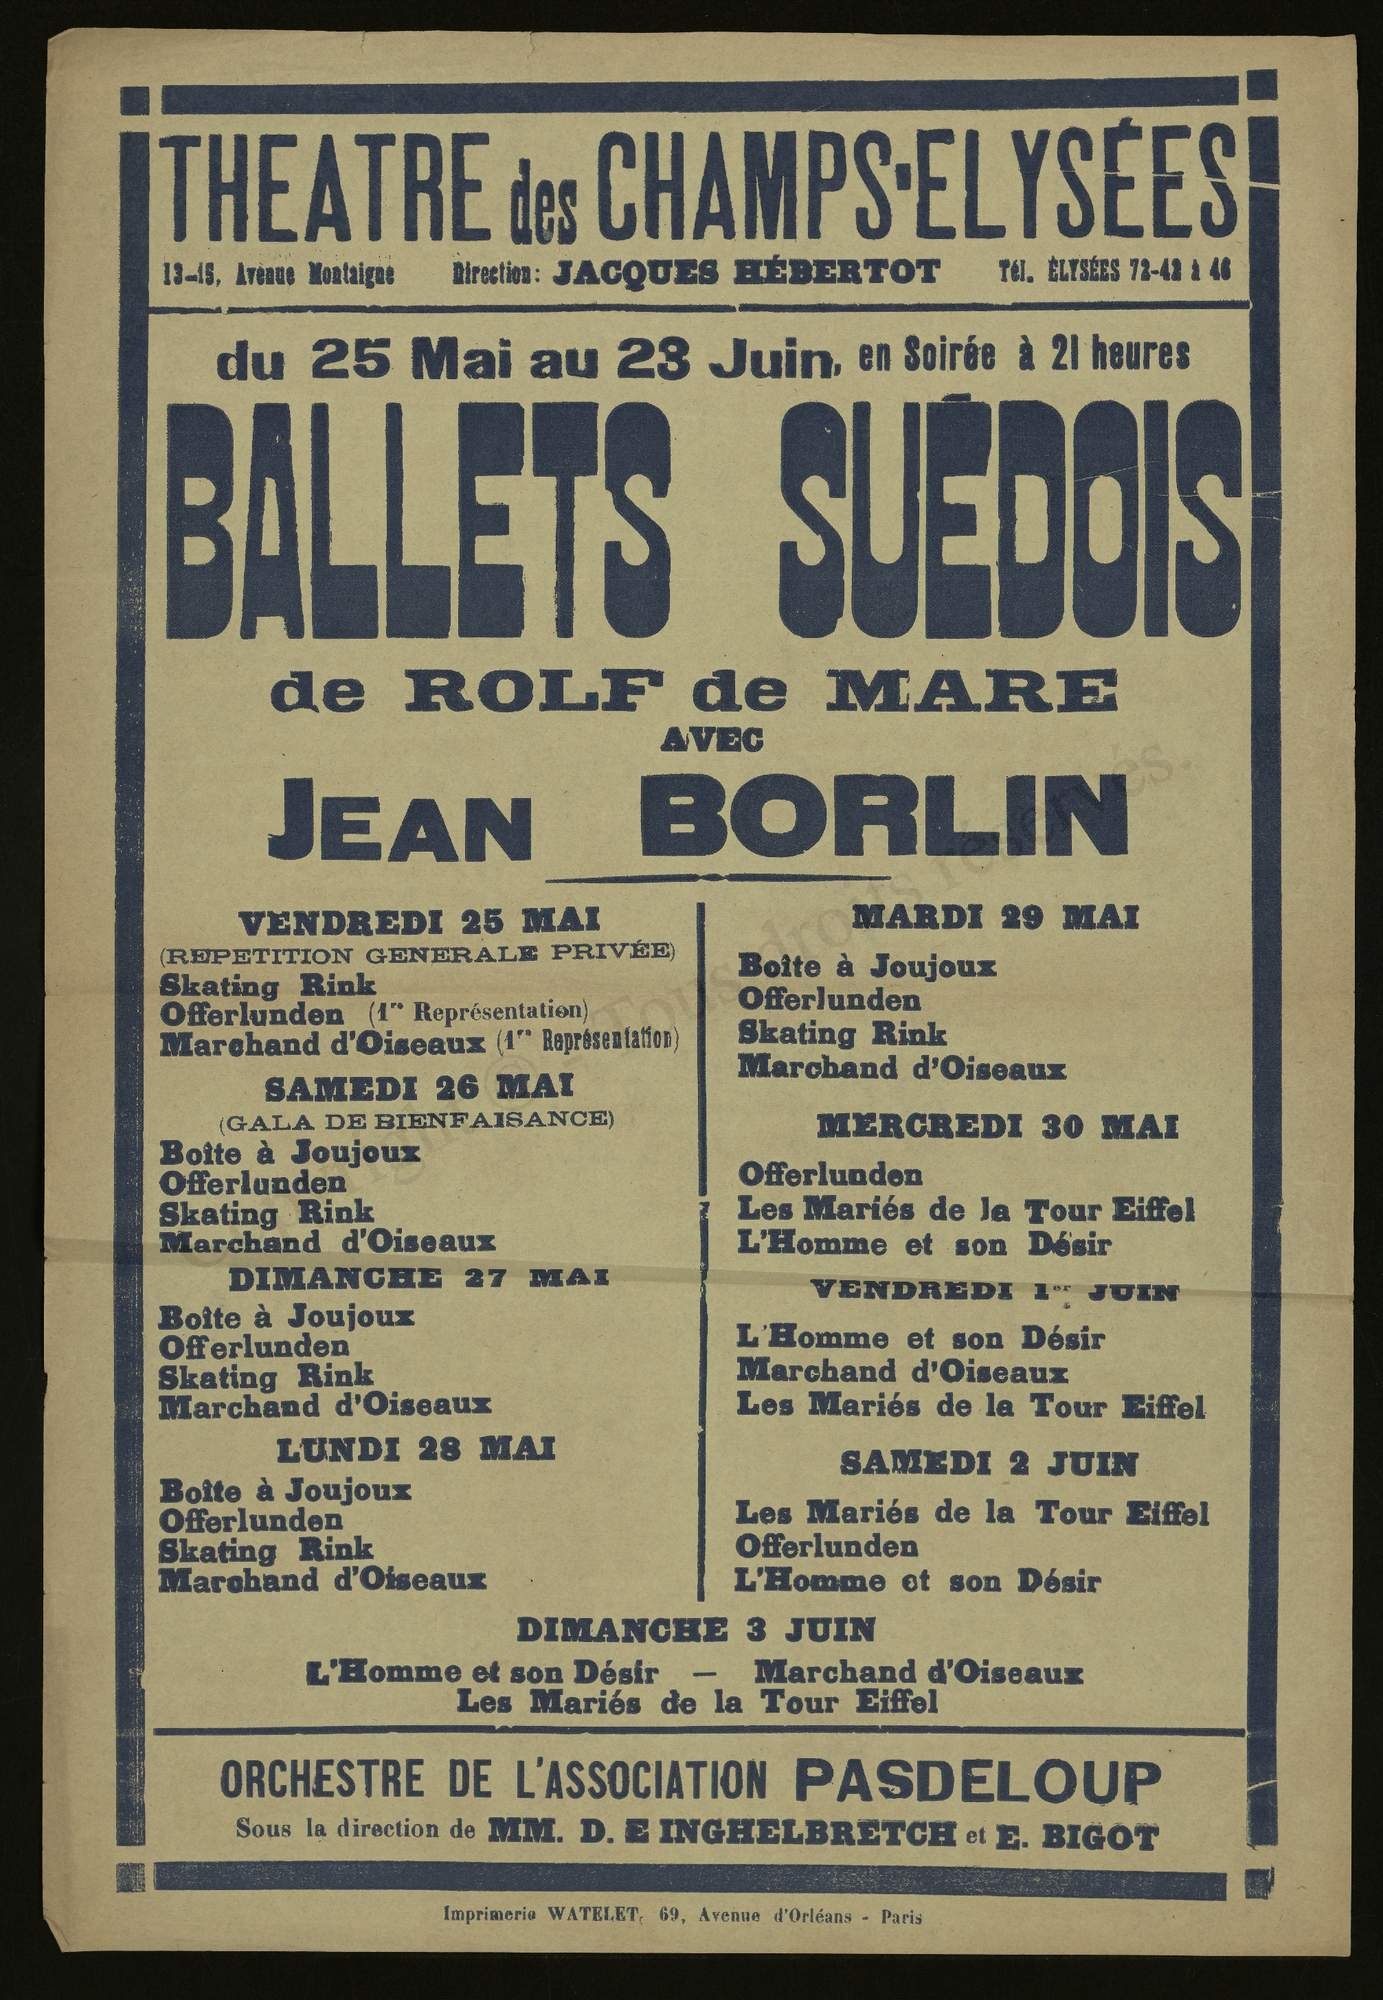 THEATRE des CHAMPS-ELYSÉES
13-15, Avenue Montaigne Direction: JACQUES HÉBERTOT Tél. ÉLYSÉES 72-42 à 46
du 25 Mai au 23 Juin, en Soirée à 21 heures
BALLETS SUÉDOIS
de ROLF de MARE
AVEC
JEAN BORLIN
VENDREDI 25 MAI
(REPETITION GENERALE PRIVÉE)
Skating Rink
Offerlunden (1re Représentation)
Marchand d'Oiseaux (1re Représentation)
SAMEDI 26 MAI
(GALA DE BIENFAISANCE)
Boîte à Joujoux
Offerlunden
Skating Rink
Marchand d'Oiseaux
DIMANCHE 27 MAI
Boîte à Joujoux
Offerlunden
Skating Rink
Marchand d'Oiseaux
LUNDI 28 MAI
Boîte à Joujoux
Offerlunden
Skating Rink
Marchand d'Oiseaux
MARDI 29 MAI
Boîte à Joujoux
Offerlunden
Skating Rink
Marchand d'Oiseaux
MERCREDI 30 MAI
Offerlunden
Les Mariés de la Tour Eiffel
L'Homme et son Désir
VENDREDI 1er JUIN
L'Homme et son Désir
Marchand d'Oiseaux
Les Mariés de la Tour Eiffel
SAMEDI 2 JUIN
Les Mariés de la Tour Eiffel
Offerlunden
L'Homme et son Désir
DIMANCHE 3 JUIN
L'Homme et son Désir — Marchand d'Oiseaux
Les Mariés de la Tour Eiffel
ORCHESTRE DE L'ASSOCIATION PASDELOUP
Sous la direction de MM. D. E INGHELBRETCH et E. BIGOT
Imprimerie WATELET, 69, Avenue d'Orléans - Paris
Copyright © Tous droits réservés.